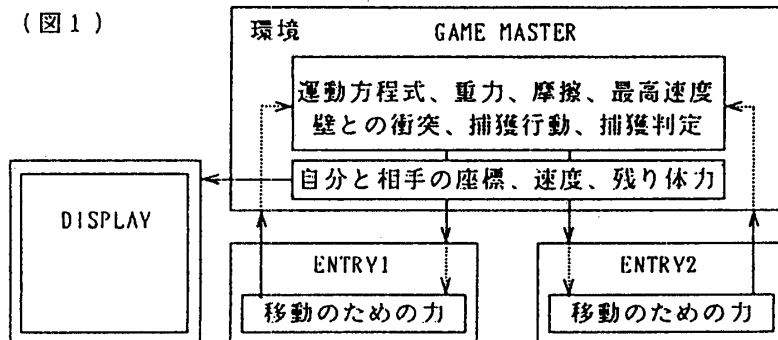 (図1)
環境 GAME MASTER
運動方程式、重力、摩擦、最高速度
壁との衝突、捕獲行動、捕獲判定
自分と相手の座標、速度、残り体力
DISPLAY
ENTRY1
移動のための力
ENTRY2
移動のための力